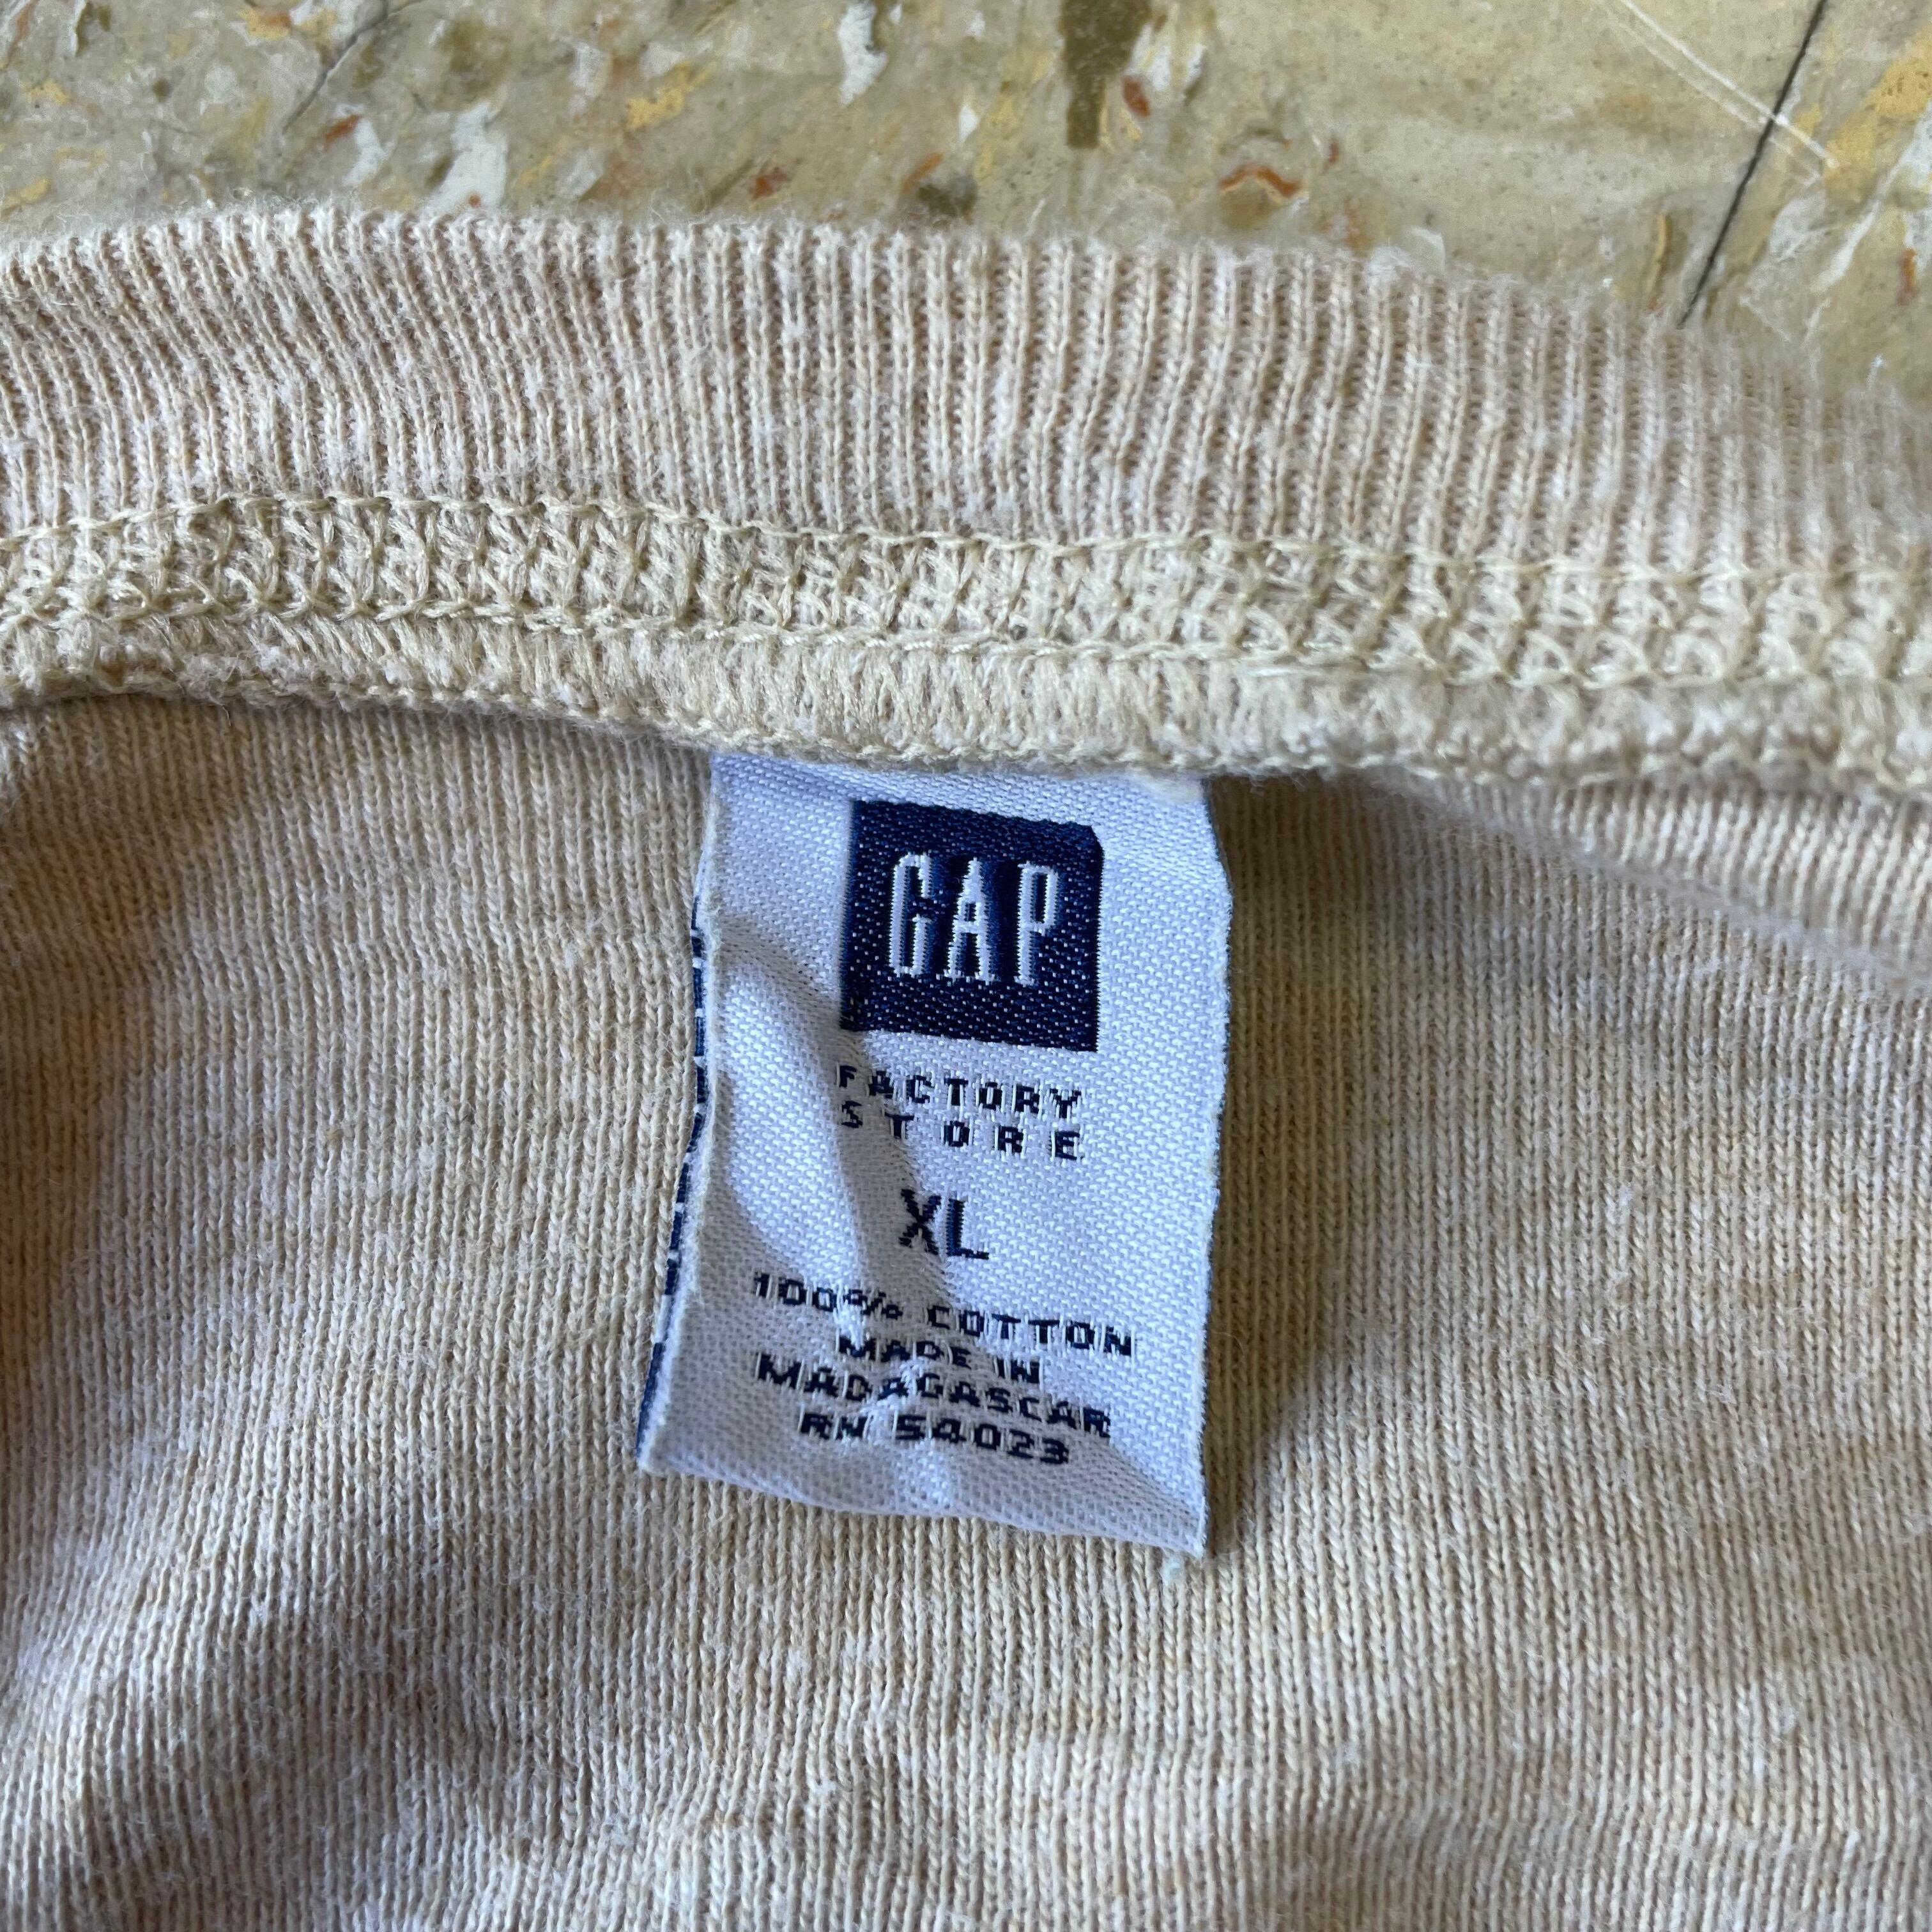 GAP
FACTORY
STORE
XL
100% COTTON
MADE IN
MADAGASCAR
RN 54023